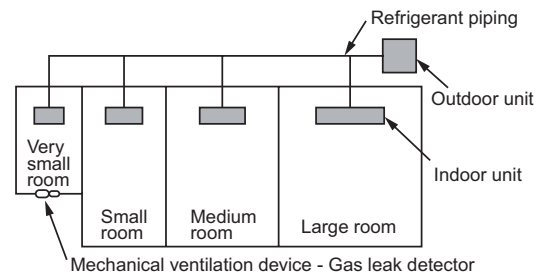 Refrigerant piping
Outdoor unit
Very
small
room
Indoor unit
Small
room
Medium
room
Large room
Mechanical ventilation device - Gas leak detector